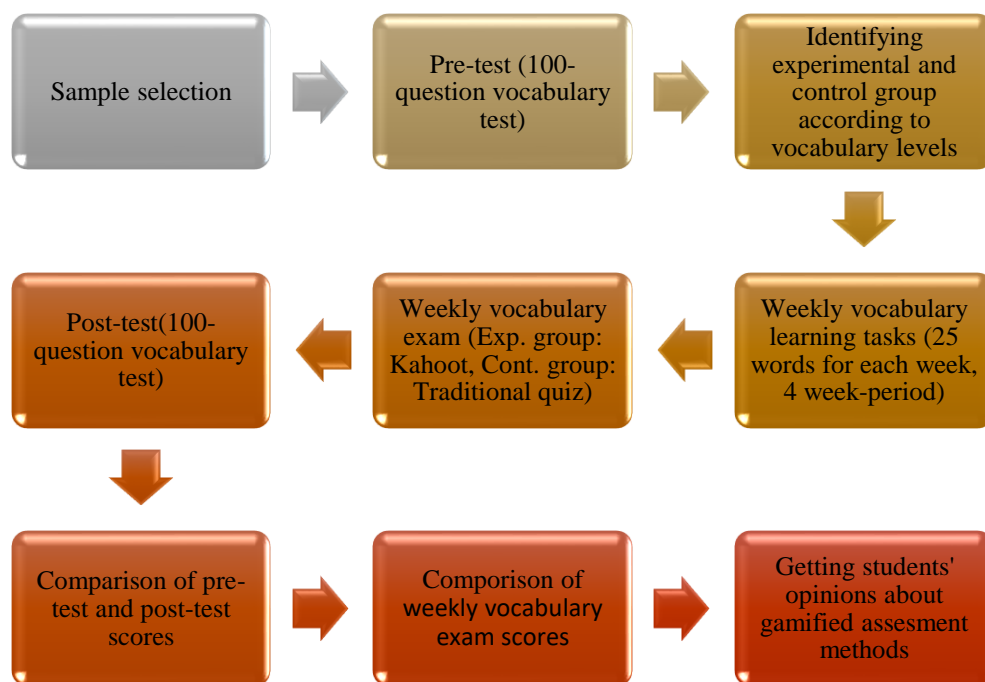 Sample selection
Pre-test (100-
question vocabulary
test)
Identifying
experimental and
control group
according to
vocabulary levels
Weekly vocabulary
learning tasks (25
words for each week,
4 week-period)
Weekly vocabulary
exam (Exp. group:
Kahoot, Cont. group:
Traditional quiz)
Post-test(100-
question vocabulary
test)
Comparison of pre-
test and post-test
scores
Comporison of
weekly vocabulary
exam scores
Getting students'
opinions about
gamified assesment
methods